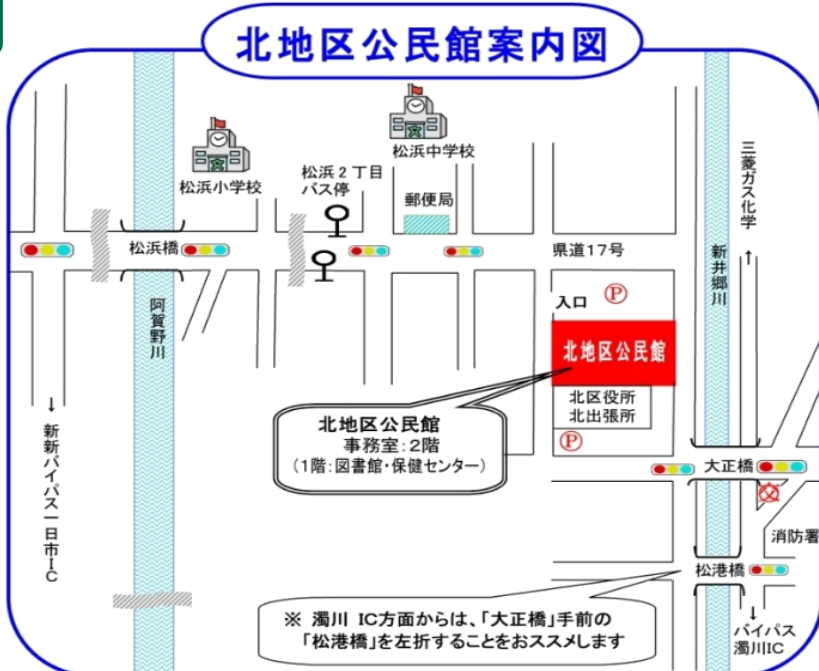 北地区公民館案内図
松浜中学校
松浜小学校
松浜2丁目
バス停
郵便局
三菱ガス化学
↑
松浜橋
県道17号
新井郷川
阿賀野川
入口
P
北地区公民館
北区役所
北出張所
P
北地区公民館
事務室:2階
(1階:図書館・保健センター)
↓
新新バイパス一日市IC
大正橋
消防署
松港橋
※ 濁川 IC方面からは、「大正橋」手前の
「松港橋」を左折することをおススメします
↓
バイパス
濁川IC